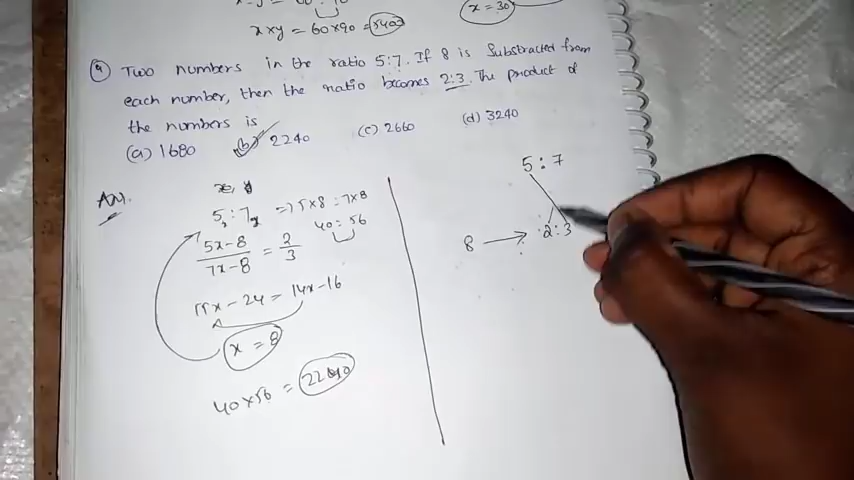 x×y = 60×90 = 5400
x = 30
Two numbers in the ratio 5:7. If 8 is Substracted from
each number, then the ratio becomes 2:3. The product of
the numbers is
(a) 1680 (b) 2240 (c) 2660 (d) 3240
An.
5 : 7 => 5×8 : 7×8
40 : 56
5x-8 / 7x-8 = 2/3
15x - 24 = 14x - 16
x = 8
40×56 = 2240
5 : 7
8 → 2 : 3